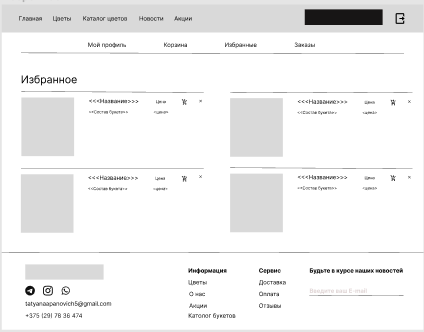 Главная Цветы Каталог цветов Новости Акции
Мой профиль Корзина Избранные Заказы
Избранное
<<<Название>>> Цена ×
<<Состав букета>> <цена>
<<<Название>>> Цена ×
<<Состав букета>> <цена>
<<<Название>>> Цена ×
<<Состав букета>> <цена>
<<<Название>>> Цена ×
<<Состав букета>> <цена>
tatyanaapanovich5@gmail.com
+375 (29) 78 36 474
Информация
Цветы
О нас
Акции
Католог букетов
Сервис
Доставка
Оплата
Отзывы
Будьте в курсе наших новостей
Введите ваш E-mail